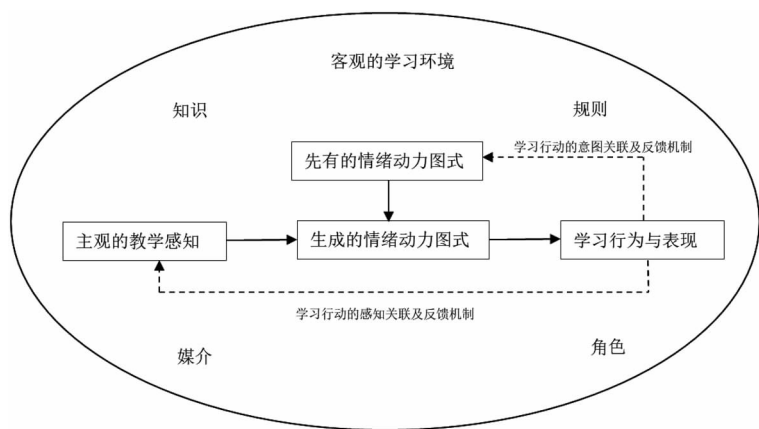 客观的学习环境
知识
规则
先有的情绪动力图式
学习行动的意图关联及反馈机制
主观的教学感知
生成的情绪动力图式
学习行为与表现
学习行动的感知关联及反馈机制
媒介
角色